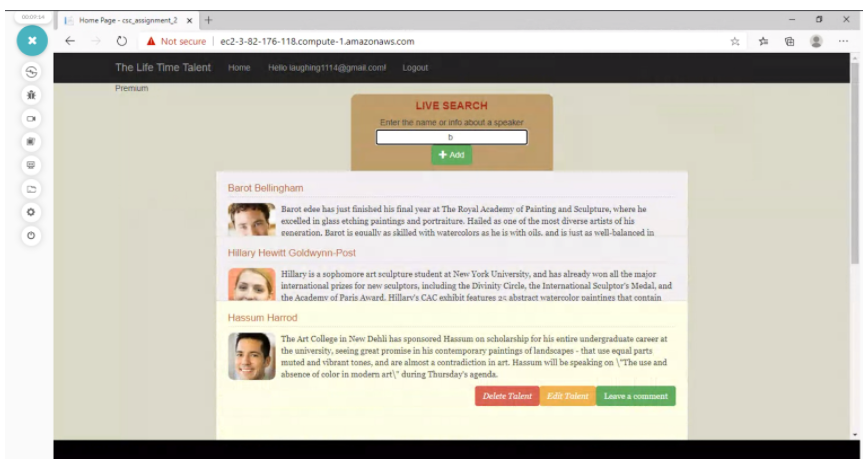 00:03:14
Home Page - csc_assignment_2
Not secure | ec2-3-82-176-118.compute-1.amazonaws.com
The Life Time Talent Home Hello laughing1114@gmail.com! Logout
Premium
LIVE SEARCH
Enter the name or info about a speaker
b
+ Add
Barot Bellingham
Barot edee has just finished his final year at The Royal Academy of Painting and Sculpture, where he
excelled in glass etching paintings and portraiture. Hailed as one of the most diverse artists of his
generation, Barot is equally as skilled with watercolors as he is with oils, and is just as well-balanced in
Hillary Hewitt Goldwynn-Post
Hillary is a sophomore art sculpture student at New York University, and has already won all the major
international prizes for new sculptors, including the Divinity Circle, the International Sculptor's Medal, and
the Academy of Paris Award. Hillary's CAC exhibit features 25 abstract watercolor paintings that contain
Hassum Harrod
The Art College in New Dehli has sponsored Hassum on scholarship for his entire undergraduate career at
the university, seeing great promise in his contemporary paintings of landscapes - that use equal parts
muted and vibrant tones, and are almost a contradiction in art. Hassum will be speaking on \"The use and
absence of color in modern art\" during Thursday's agenda.
Delete Talent Edit Talent Leave a comment